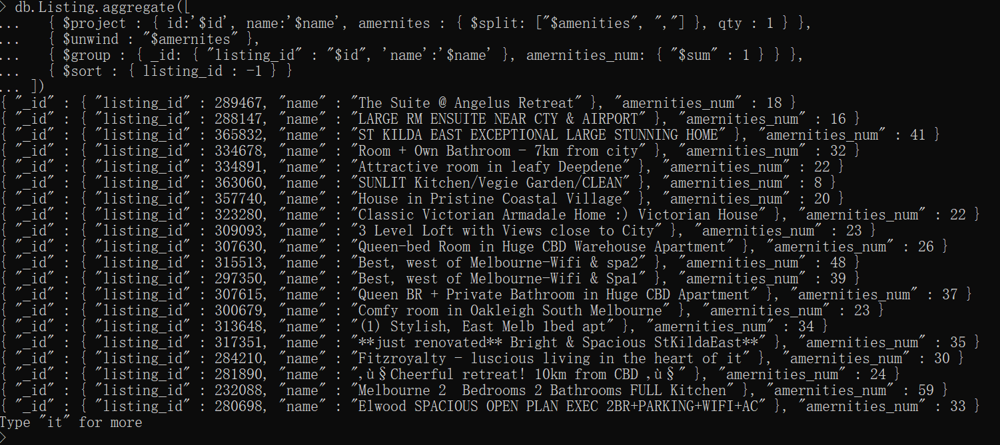 > db.Listing.aggregate([
...    { $project : { id:'$id', name:'$name', amernites : { $split: ["$amenities", ","] }, qty : 1 } },
...    { $unwind : "$amernites" },
...    { $group : { _id: { "listing_id" : "$id", 'name':'$name' }, amernities_num: { "$sum" : 1 } } },
...    { $sort : { listing_id : -1 } }
... ])
{ "_id" : { "listing_id" : 289467, "name" : "The Suite @ Angelus Retreat" }, "amernities_num" : 18 }
{ "_id" : { "listing_id" : 288147, "name" : "LARGE RM ENSUITE NEAR CTY & AIRPORT" }, "amernities_num" : 16 }
{ "_id" : { "listing_id" : 365832, "name" : "ST KILDA EAST EXCEPTIONAL LARGE STUNNING HOME" }, "amernities_num" : 41 }
{ "_id" : { "listing_id" : 334678, "name" : "Room + Own Bathroom - 7km from city" }, "amernities_num" : 32 }
{ "_id" : { "listing_id" : 334891, "name" : "Attractive room in leafy Deepdene" }, "amernities_num" : 22 }
{ "_id" : { "listing_id" : 363060, "name" : "SUNLIT Kitchen/Vegie Garden/CLEAN" }, "amernities_num" : 8 }
{ "_id" : { "listing_id" : 357740, "name" : "House in Pristine Coastal Village" }, "amernities_num" : 20 }
{ "_id" : { "listing_id" : 323280, "name" : "Classic Victorian Armadale Home :) Victorian House" }, "amernities_num" : 22 }
{ "_id" : { "listing_id" : 309093, "name" : "3 Level Loft with Views close to City" }, "amernities_num" : 23 }
{ "_id" : { "listing_id" : 307630, "name" : "Queen-bed Room in Huge CBD Warehouse Apartment" }, "amernities_num" : 26 }
{ "_id" : { "listing_id" : 315513, "name" : "Best, west of Melbourne-Wifi & spa2" }, "amernities_num" : 48 }
{ "_id" : { "listing_id" : 297350, "name" : "Best, west of Melbourne-Wifi & Spa1" }, "amernities_num" : 39 }
{ "_id" : { "listing_id" : 307615, "name" : "Queen BR + Private Bathroom in Huge CBD Apartment" }, "amernities_num" : 37 }
{ "_id" : { "listing_id" : 300679, "name" : "Comfy room in Oakleigh South Melbourne" }, "amernities_num" : 23 }
{ "_id" : { "listing_id" : 313648, "name" : "(1) Stylish, East Melb 1bed apt" }, "amernities_num" : 34 }
{ "_id" : { "listing_id" : 317351, "name" : "**just renovated** Bright & Spacious StKildaEast**" }, "amernities_num" : 35 }
{ "_id" : { "listing_id" : 284210, "name" : "Fitzroyalty - luscious living in the heart of it" }, "amernities_num" : 30 }
{ "_id" : { "listing_id" : 281890, "name" : "‚ù§Cheerful retreat! 10km from CBD ‚ù§" }, "amernities_num" : 24 }
{ "_id" : { "listing_id" : 232088, "name" : "Melbourne 2  Bedrooms 2 Bathrooms FULL Kitchen" }, "amernities_num" : 59 }
{ "_id" : { "listing_id" : 280698, "name" : "Elwood SPACIOUS OPEN PLAN EXEC 2BR+PARKING+WIFI+AC" }, "amernities_num" : 33 }
Type "it" for more
>